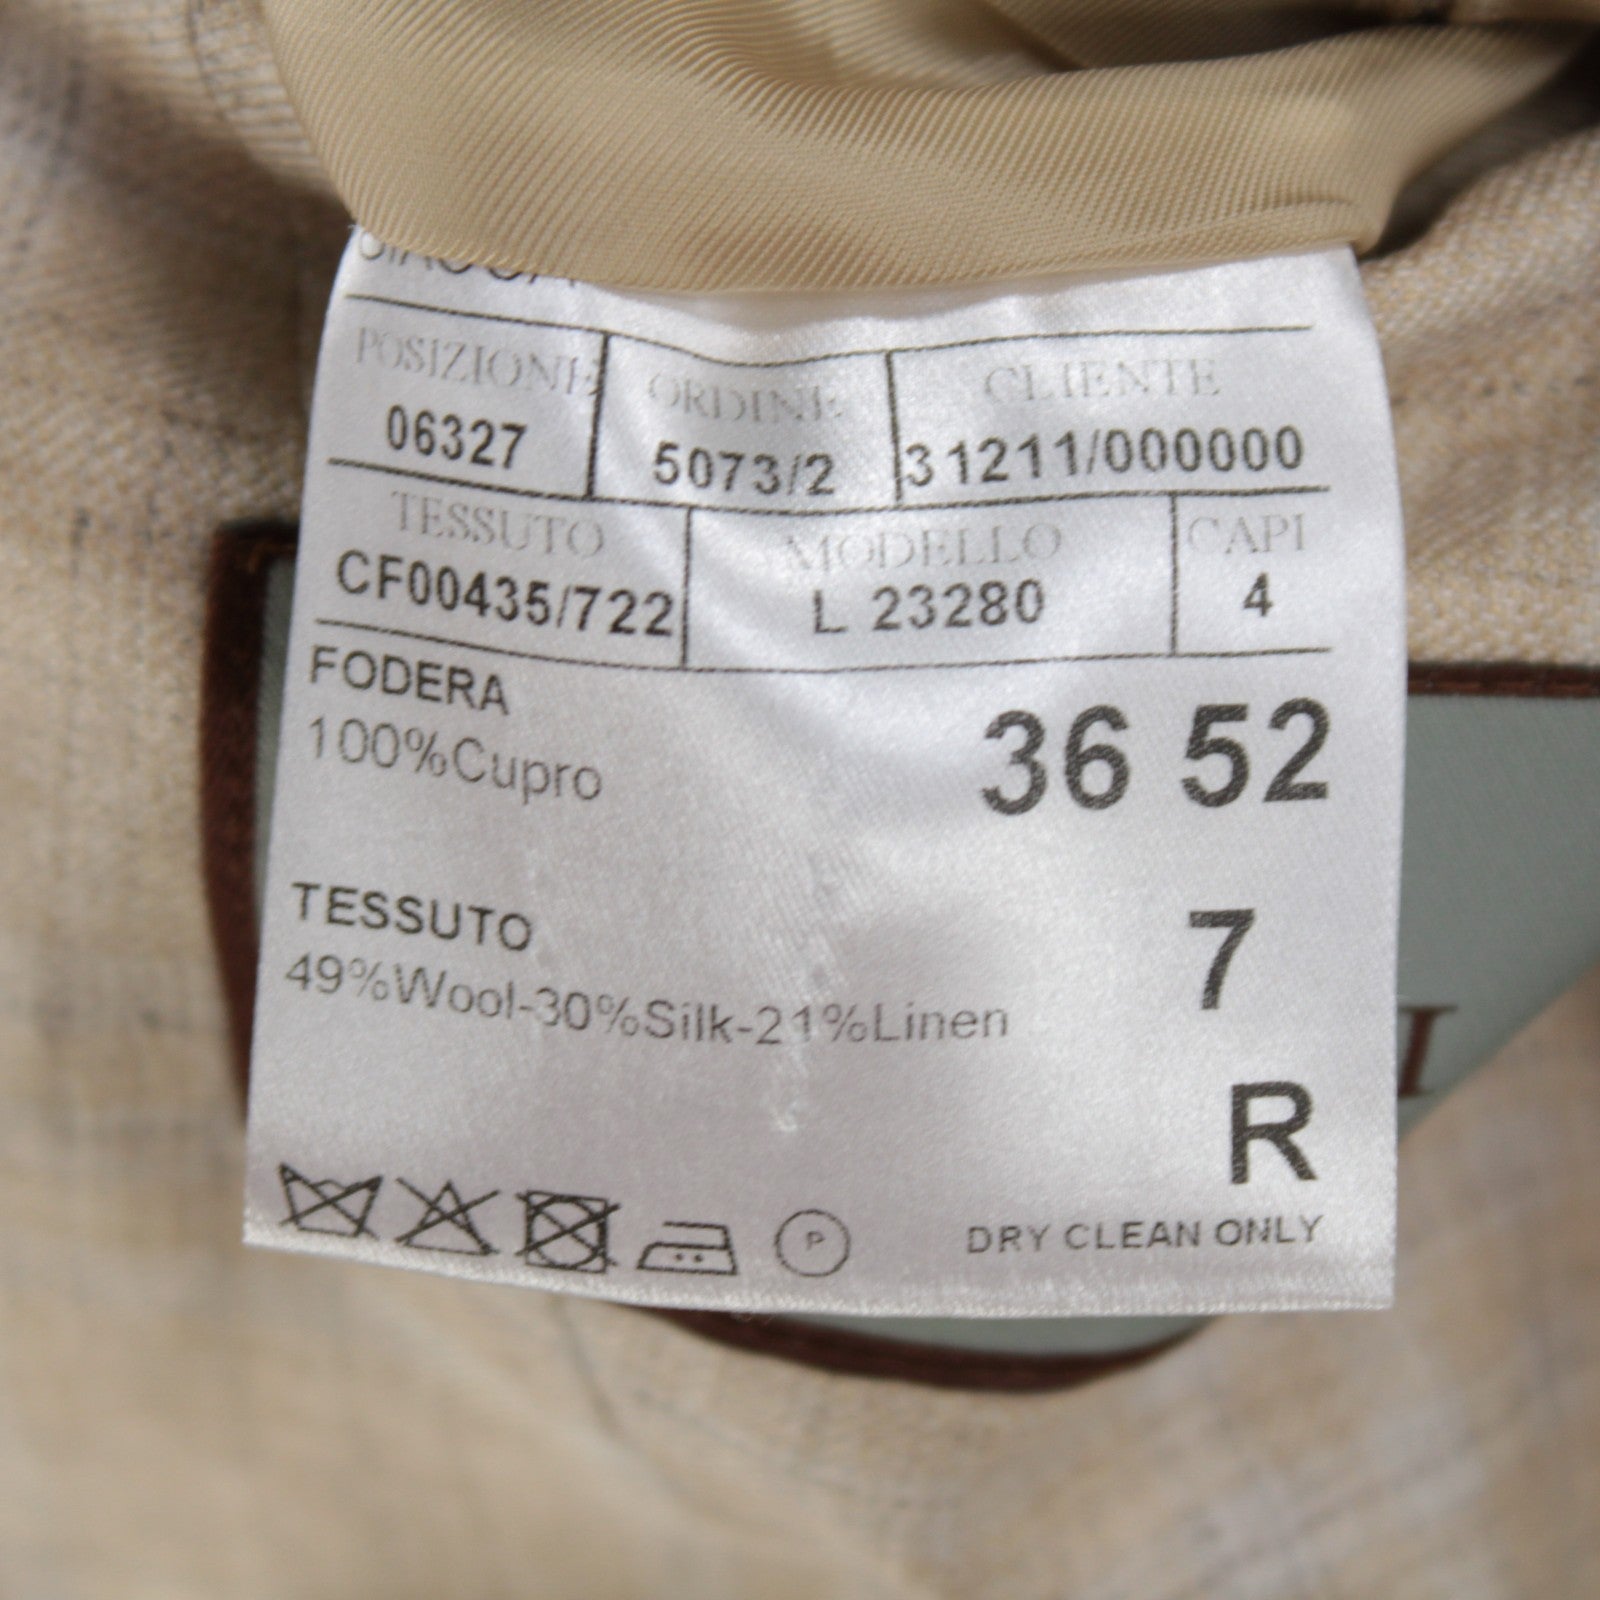 POSIZIONE ORDINE CLIENTE
06327 5073/2 31211/000000
TESSUTO MODELLO CAPI
CF00435/722 L 23280 4
FODERA
100%Cupro
36 52
TESSUTO
49%Wool-30%Silk-21%Linen
7
R
P
DRY CLEAN ONLY
I